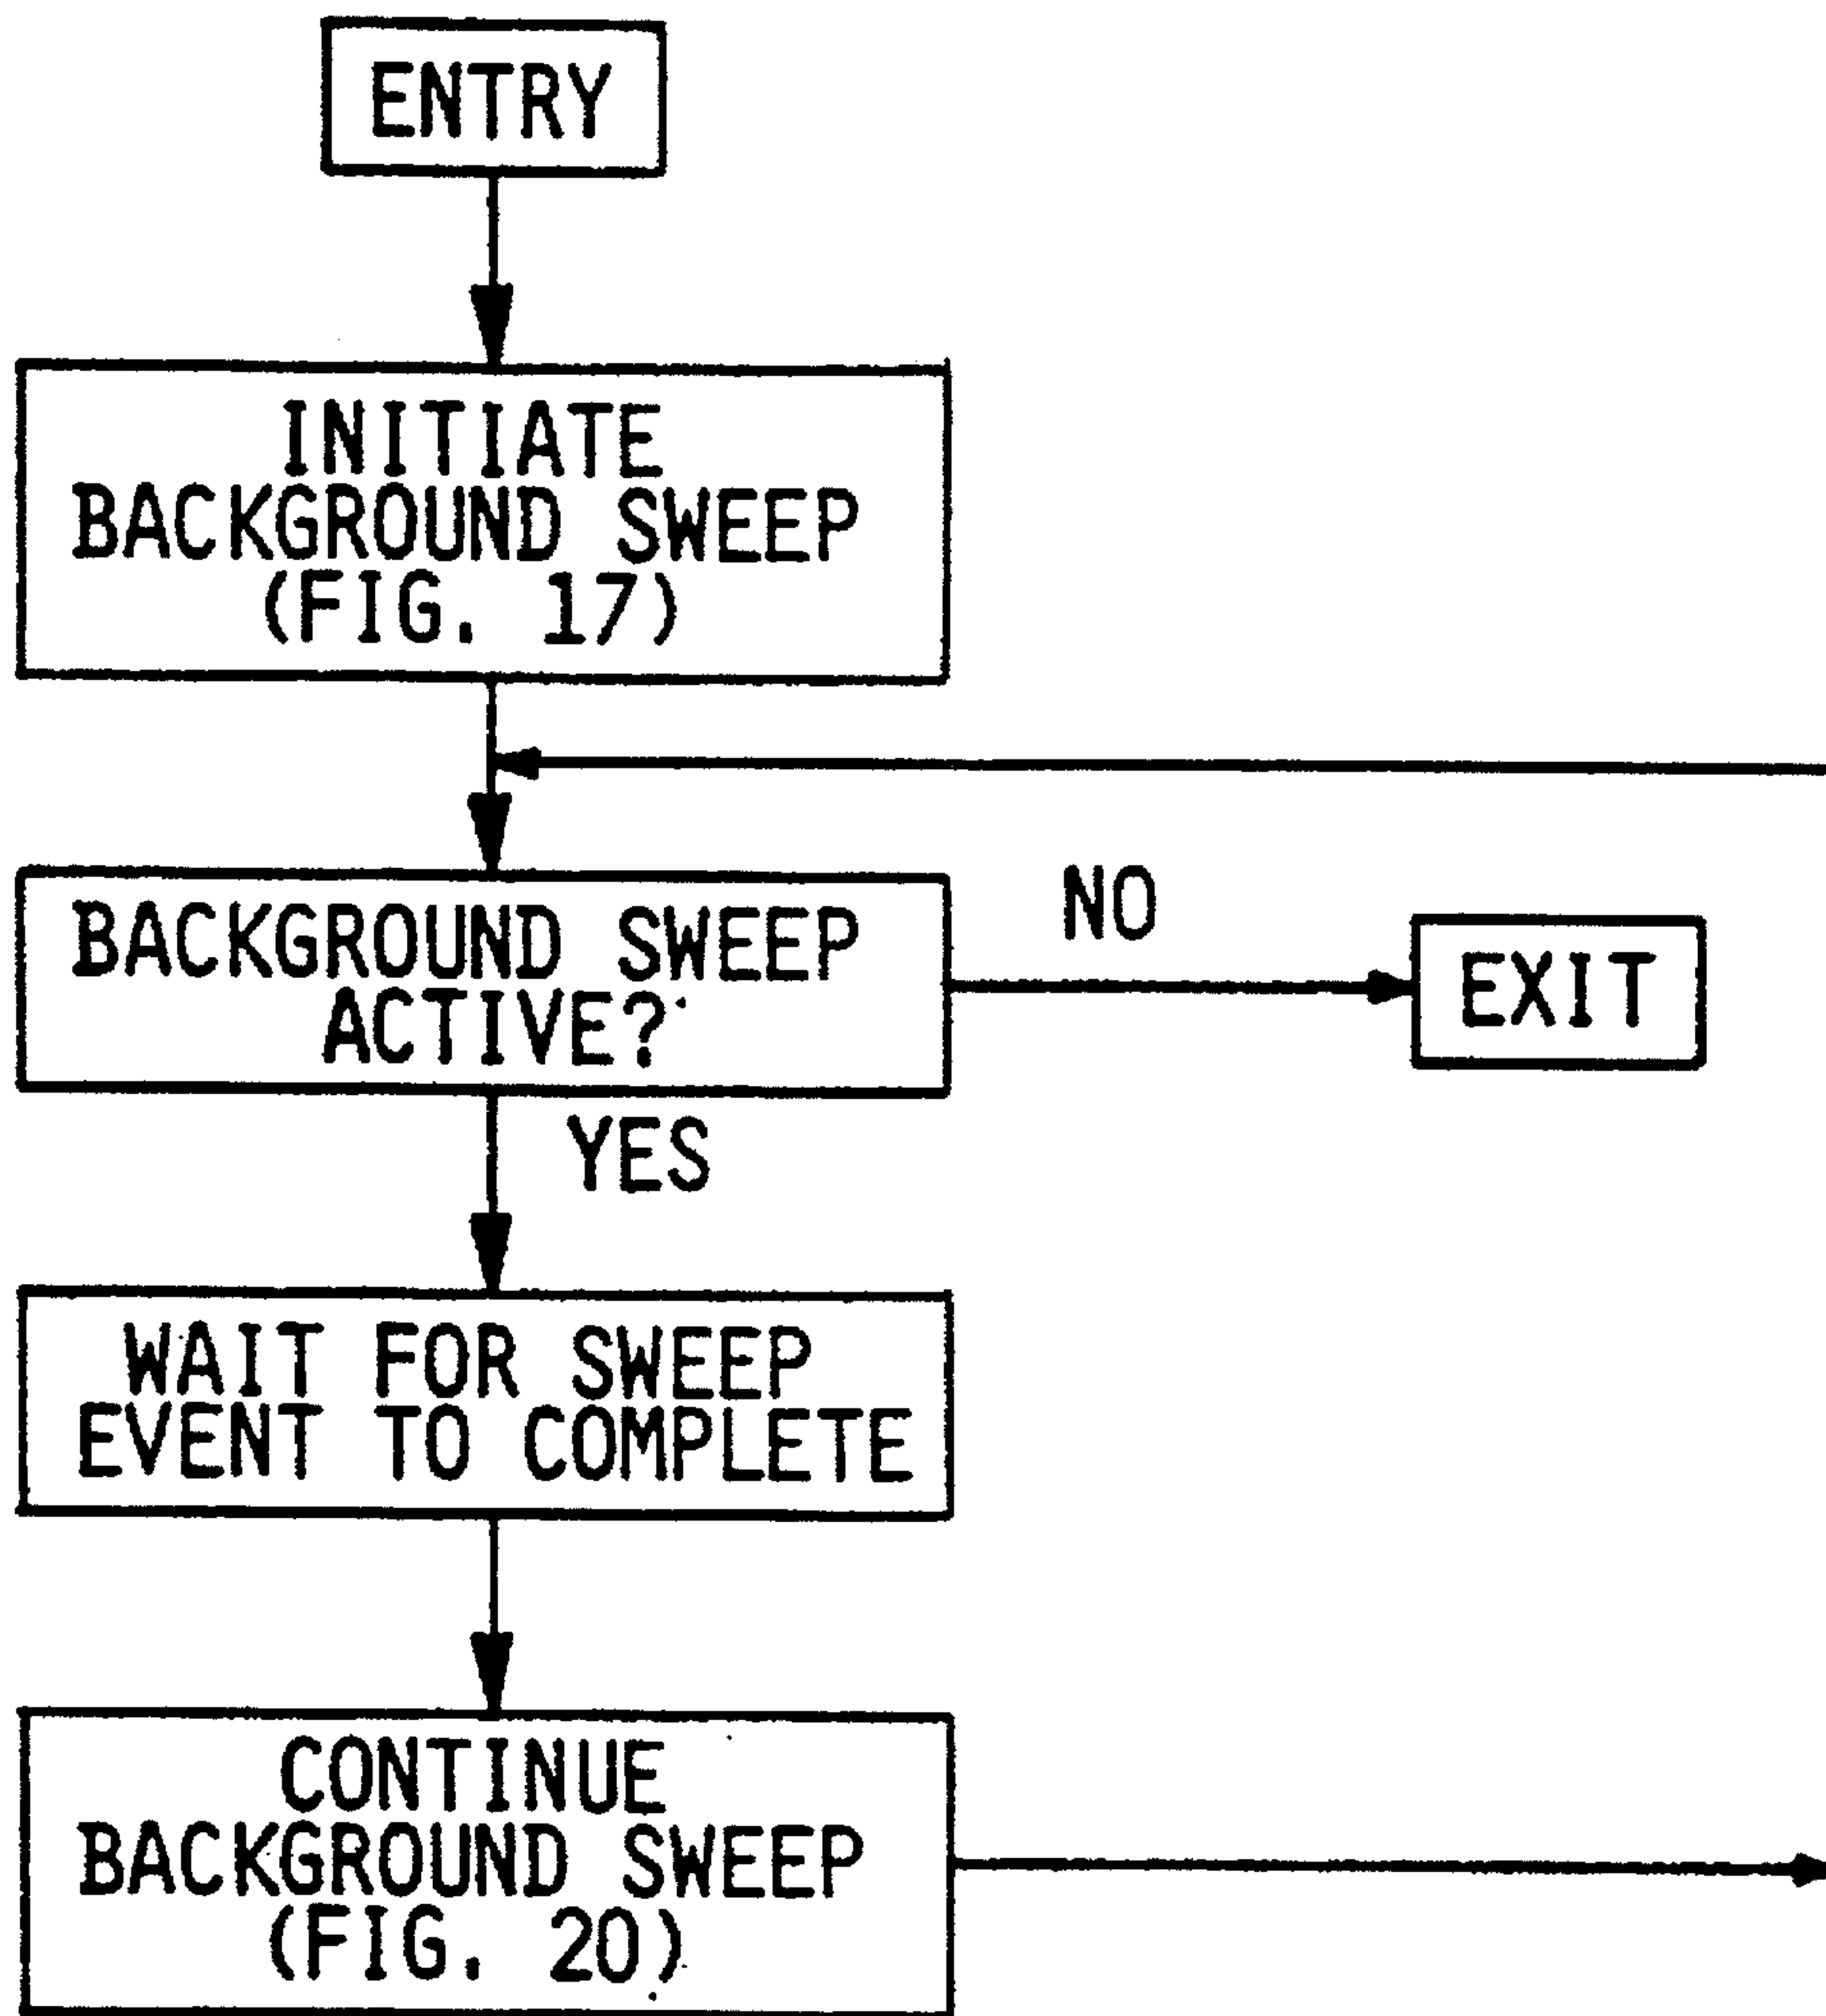 ENTRY
INITIATE
BACKGROUND SWEEP
(FIG. 17)
BACKGROUND SWEEP
ACTIVE?
NO
EXIT
YES
WAIT FOR SWEEP
EVENT TO COMPLETE
CONTINUE
BACKGROUND SWEEP
(FIG. 20)